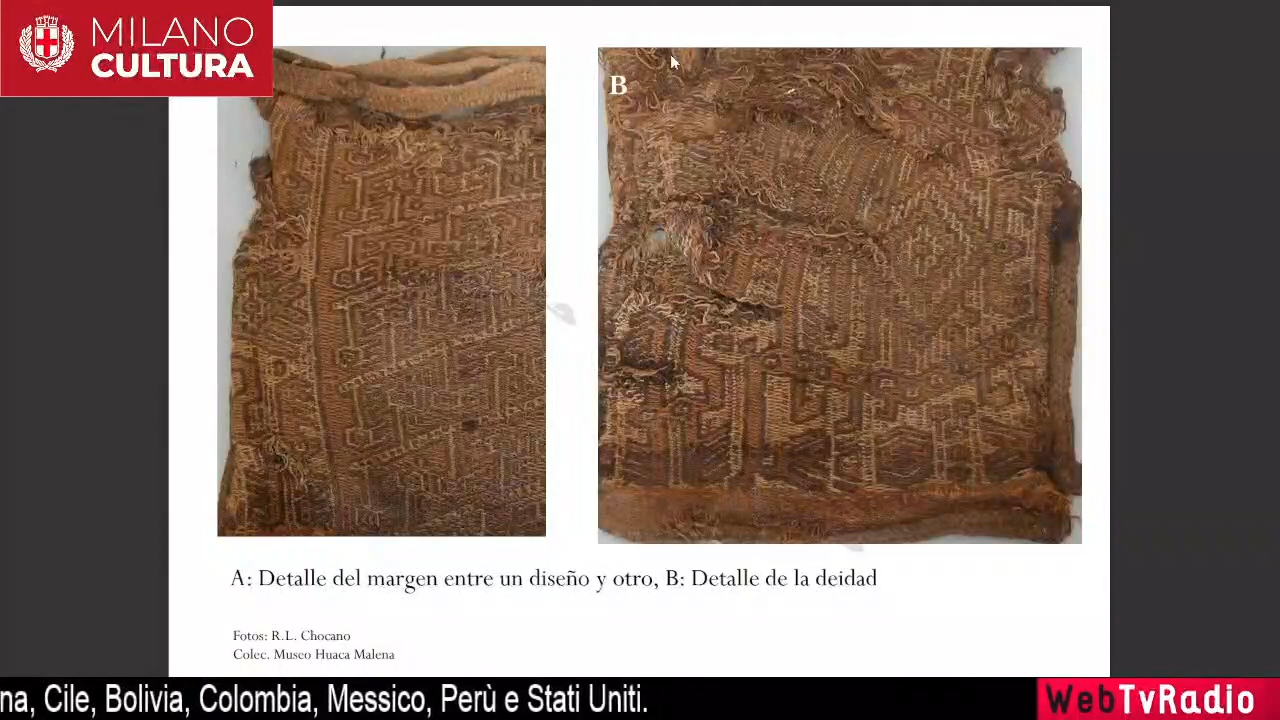 MILANO
CULTURA
B
A: Detalle del margen entre un diseño y otro, B: Detalle de la deidad
Fotos: R.L. Chocano
Colec. Museo Huaca Malena
na, Cile, Bolivia, Colombia, Messico, Perù e Stati Uniti.
WebTvRadio